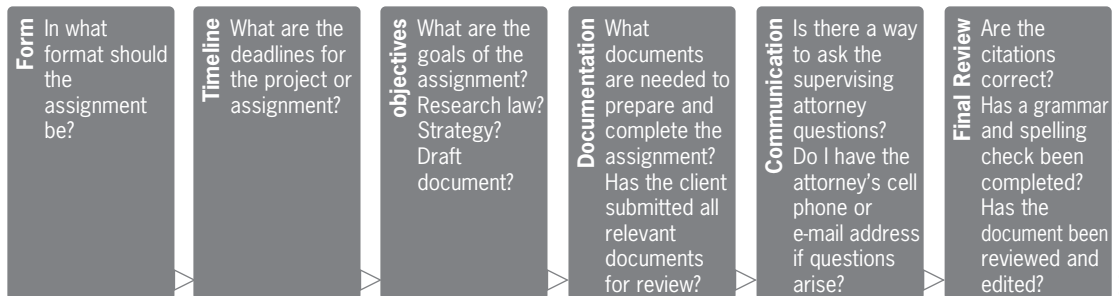 Form
In what
format should
the
assignment
be?
Timeline
What are the
deadlines for
the project or
assignment?
objectives
What are the
goals of the
assignment?
Research law?
Strategy?
Draft
document?
Documentation
What
documents
are needed to
prepare and
complete the
assignment?
Has the client
submitted all
relevant
documents
for review?
Communication
Is there a way
to ask the
supervising
attorney
questions?
Do I have the
attorney's cell
phone or
e-mail address
if questions
arise?
Final Review
Are the
citations
correct?
Has a grammar
and spelling
check been
completed?
Has the
document been
reviewed and
edited?